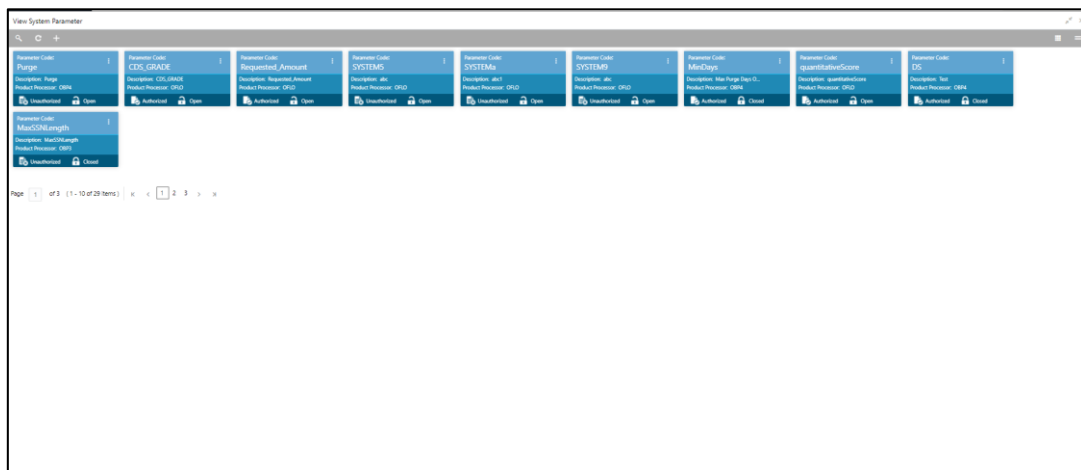 View System Parameter
Parameter Code:
Purge
Description: Purge
Product Processor: OBP4
Unauthorized Open
Parameter Code:
CDS_GRADE
Description: CDS_GRADE
Product Processor: OFLO
Authorized Open
Parameter Code:
Requested_Amount
Description: Requested_Amount
Product Processor: OFLO
Authorized Open
Parameter Code:
SYSTEM5
Description: abc
Product Processor: OFLO
Unauthorized Open
Parameter Code:
SYSTEMa
Description: abc1
Product Processor: OFLO
Unauthorized Open
Parameter Code:
SYSTEM9
Description: abc
Product Processor: OFLO
Unauthorized Open
Parameter Code:
MinDays
Description: Max Purge Days O...
Product Processor: OBP4
Authorized Closed
Parameter Code:
quantitativeScore
Description: quantitativeScore
Product Processor: OFLO
Authorized Open
Parameter Code:
DS
Description: Test
Product Processor: OBP4
Authorized Closed
Parameter Code:
MaxSSNLength
Description: MaxSSNLength
Product Processor: OBP3
Unauthorized Closed
Page 1 of 3 (1 - 10 of 29 items) K < 1 2 3 > >|